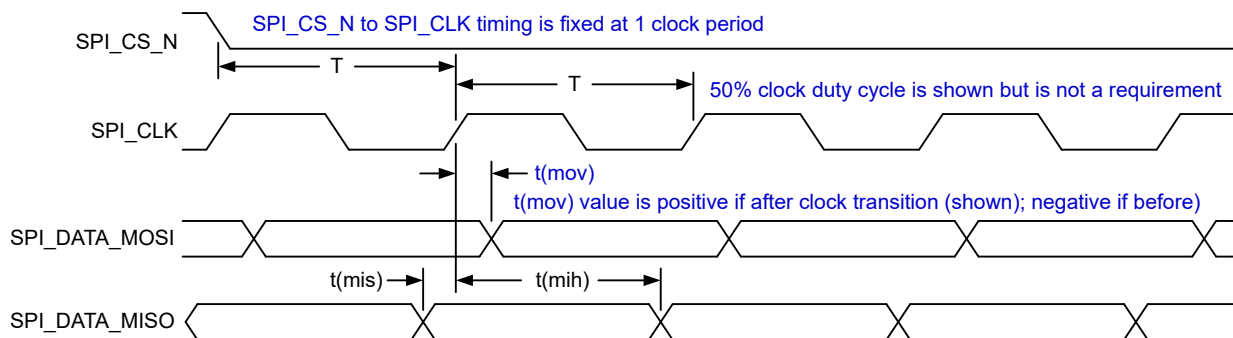 SPI_CS_N to SPI_CLK timing is fixed at 1 clock period
SPI_CS_N
T
T
50% clock duty cycle is shown but is not a requirement
SPI_CLK
t(mov)
t(mov) value is positive if after clock transition (shown); negative if before)
SPI_DATA_MOSI
t(mis)
t(mih)
SPI_DATA_MISO